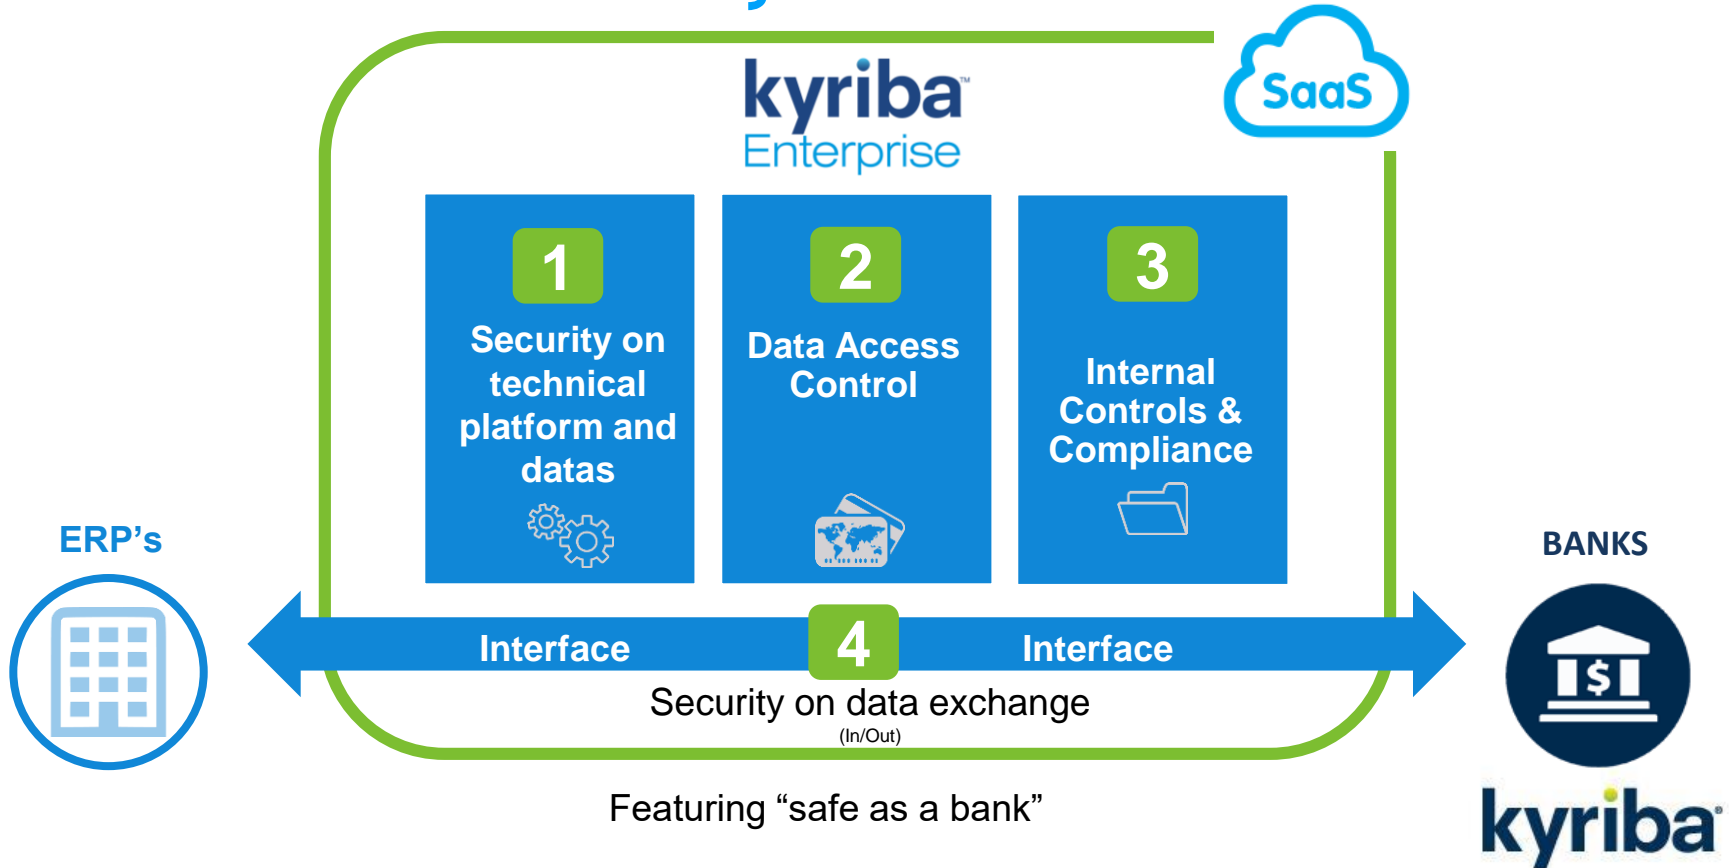 kyriba™
Enterprise
SaaS
1
Security on
technical
platform and
datas
2
Data Access
Control
3
Internal
Controls &
Compliance
ERP’s
BANKS
$
Interface
4
Interface
Security on data exchange
(In/Out)
Featuring “safe as a bank”
kyriba